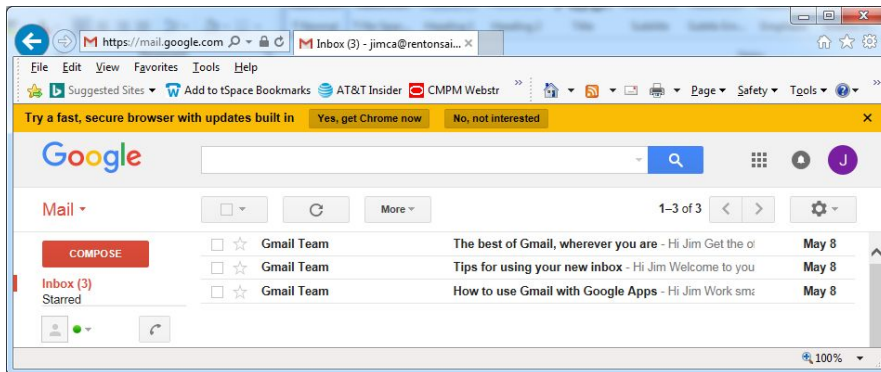 https://mail.google.com
Inbox (3) - jimca@rentonsai...
File Edit View Favorites Tools Help
Suggested Sites Add to tSpace Bookmarks AT&T Insider CMPM Webstr Page Safety Tools
Try a fast, secure browser with updates built in Yes, get Chrome now No, not interested
Google J
Mail More 1–3 of 3
COMPOSE
Gmail Team The best of Gmail, wherever you are - Hi Jim Get the of May 8
Inbox (3) Gmail Team Tips for using your new inbox - Hi Jim Welcome to you May 8
Starred Gmail Team How to use Gmail with Google Apps - Hi Jim Work sma May 8
100%